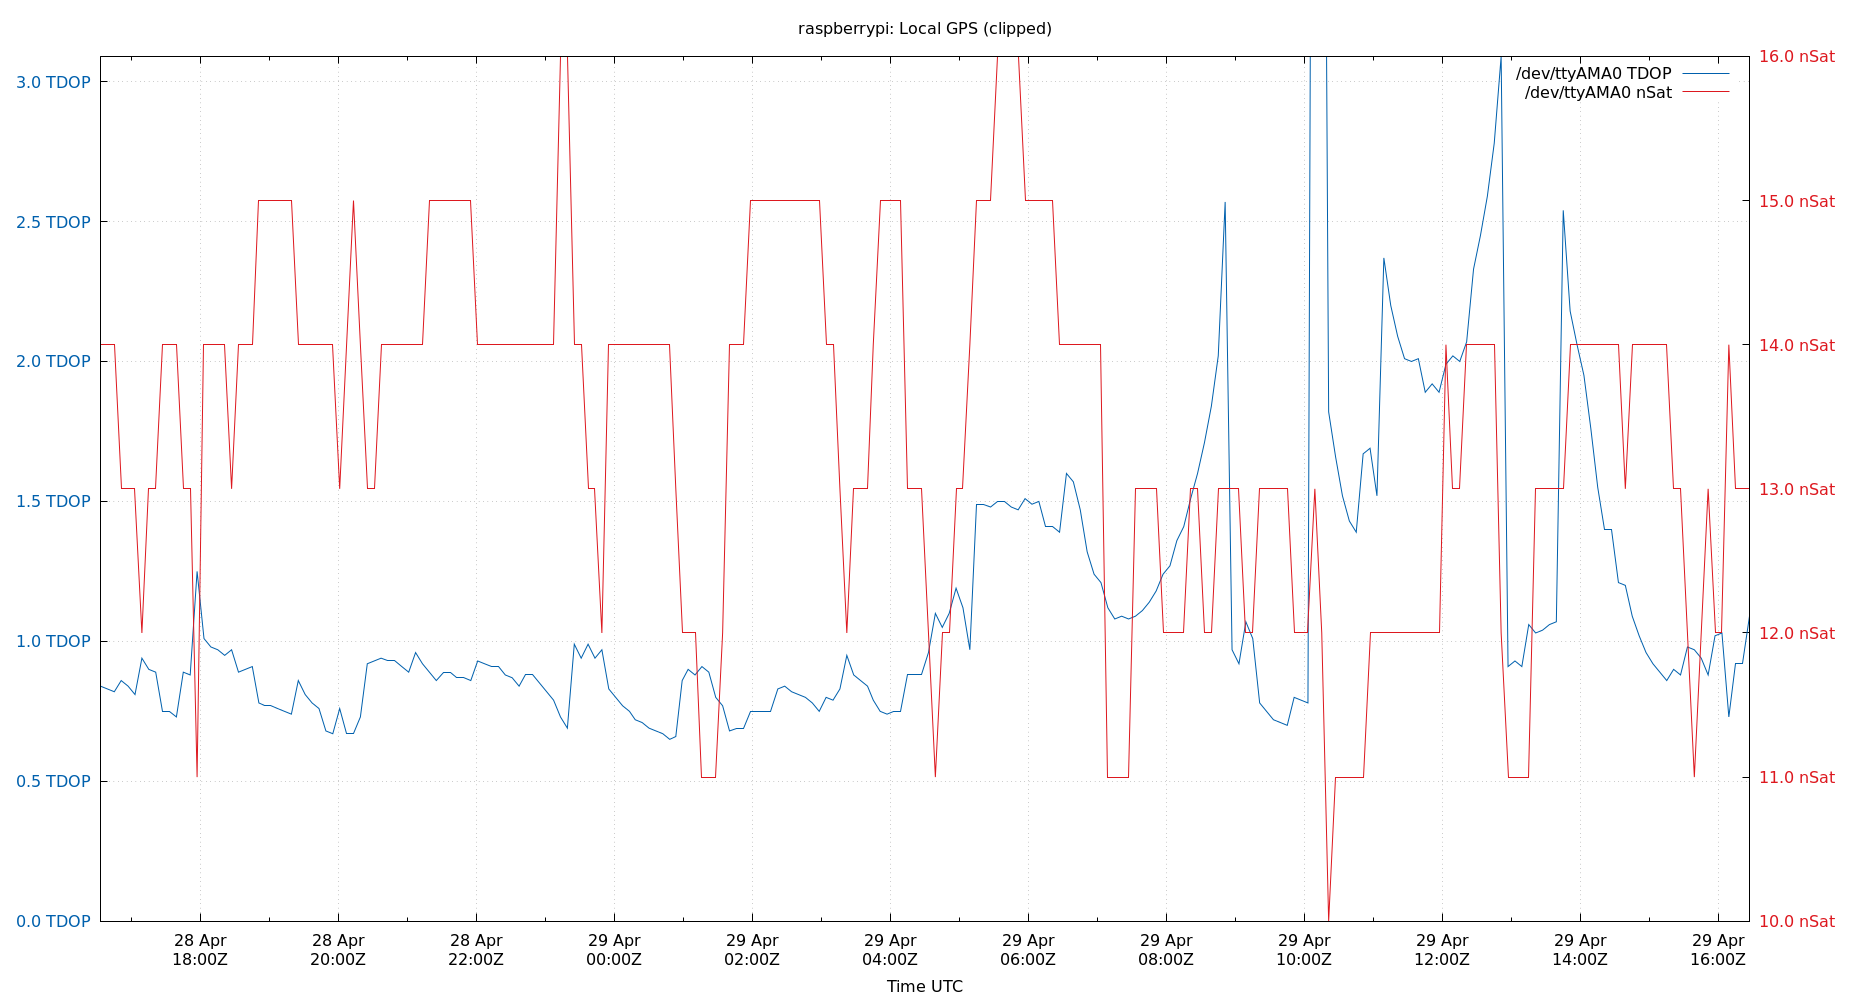 raspberrypi: Local GPS (clipped)
/dev/ttyAMA0 TDOP
/dev/ttyAMA0 nSat
3.0 TDOP
2.5 TDOP
2.0 TDOP
1.5 TDOP
1.0 TDOP
0.5 TDOP
0.0 TDOP
16.0 nSat
15.0 nSat
14.0 nSat
13.0 nSat
12.0 nSat
11.0 nSat
10.0 nSat
28 Apr
18:00Z
28 Apr
20:00Z
28 Apr
22:00Z
29 Apr
00:00Z
29 Apr
02:00Z
29 Apr
04:00Z
29 Apr
06:00Z
29 Apr
08:00Z
29 Apr
10:00Z
29 Apr
12:00Z
29 Apr
14:00Z
29 Apr
16:00Z
Time UTC